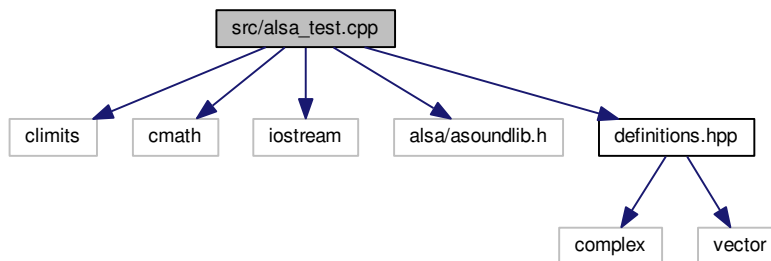 src/alsa_test.cpp
climits
cmath
iostream
alsa/asoundlib.h
definitions.hpp
complex
vector